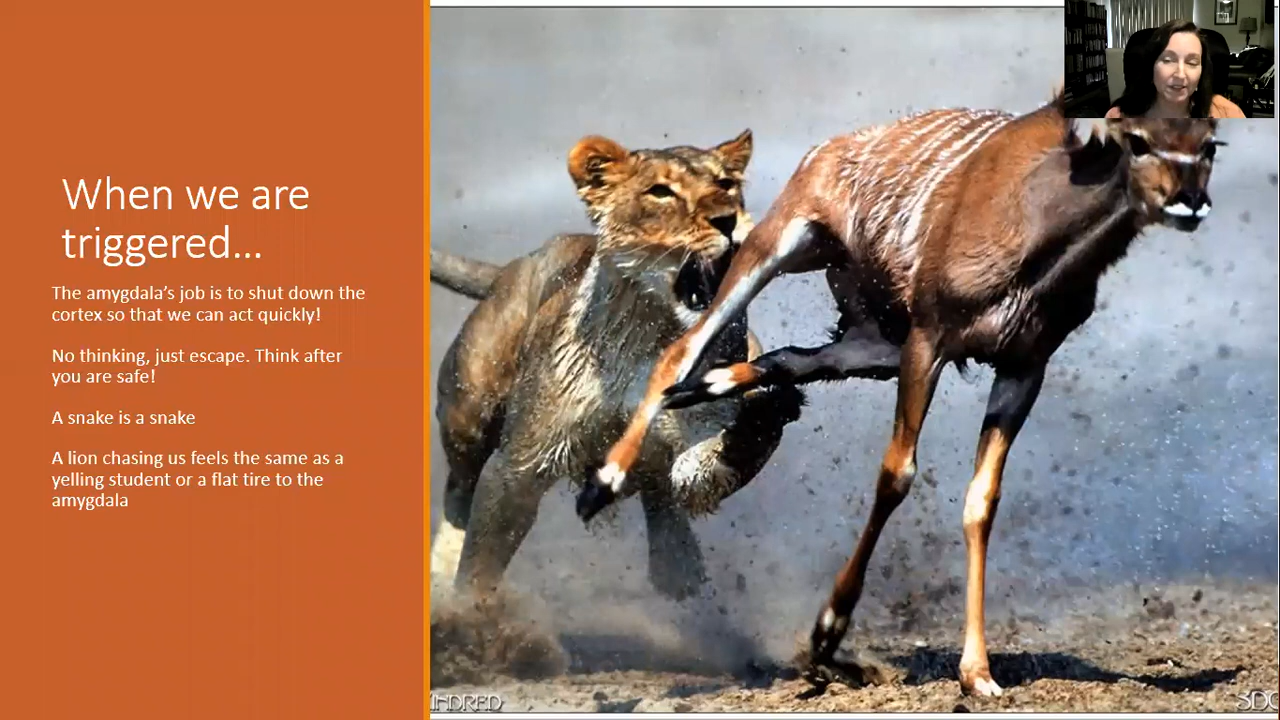 When we are
triggered...
The amygdala's job is to shut down the
cortex so that we can act quickly!
No thinking, just escape. Think after
you are safe!
A snake is a snake
A lion chasing us feels the same as a
yelling student or a flat tire to the
amygdala